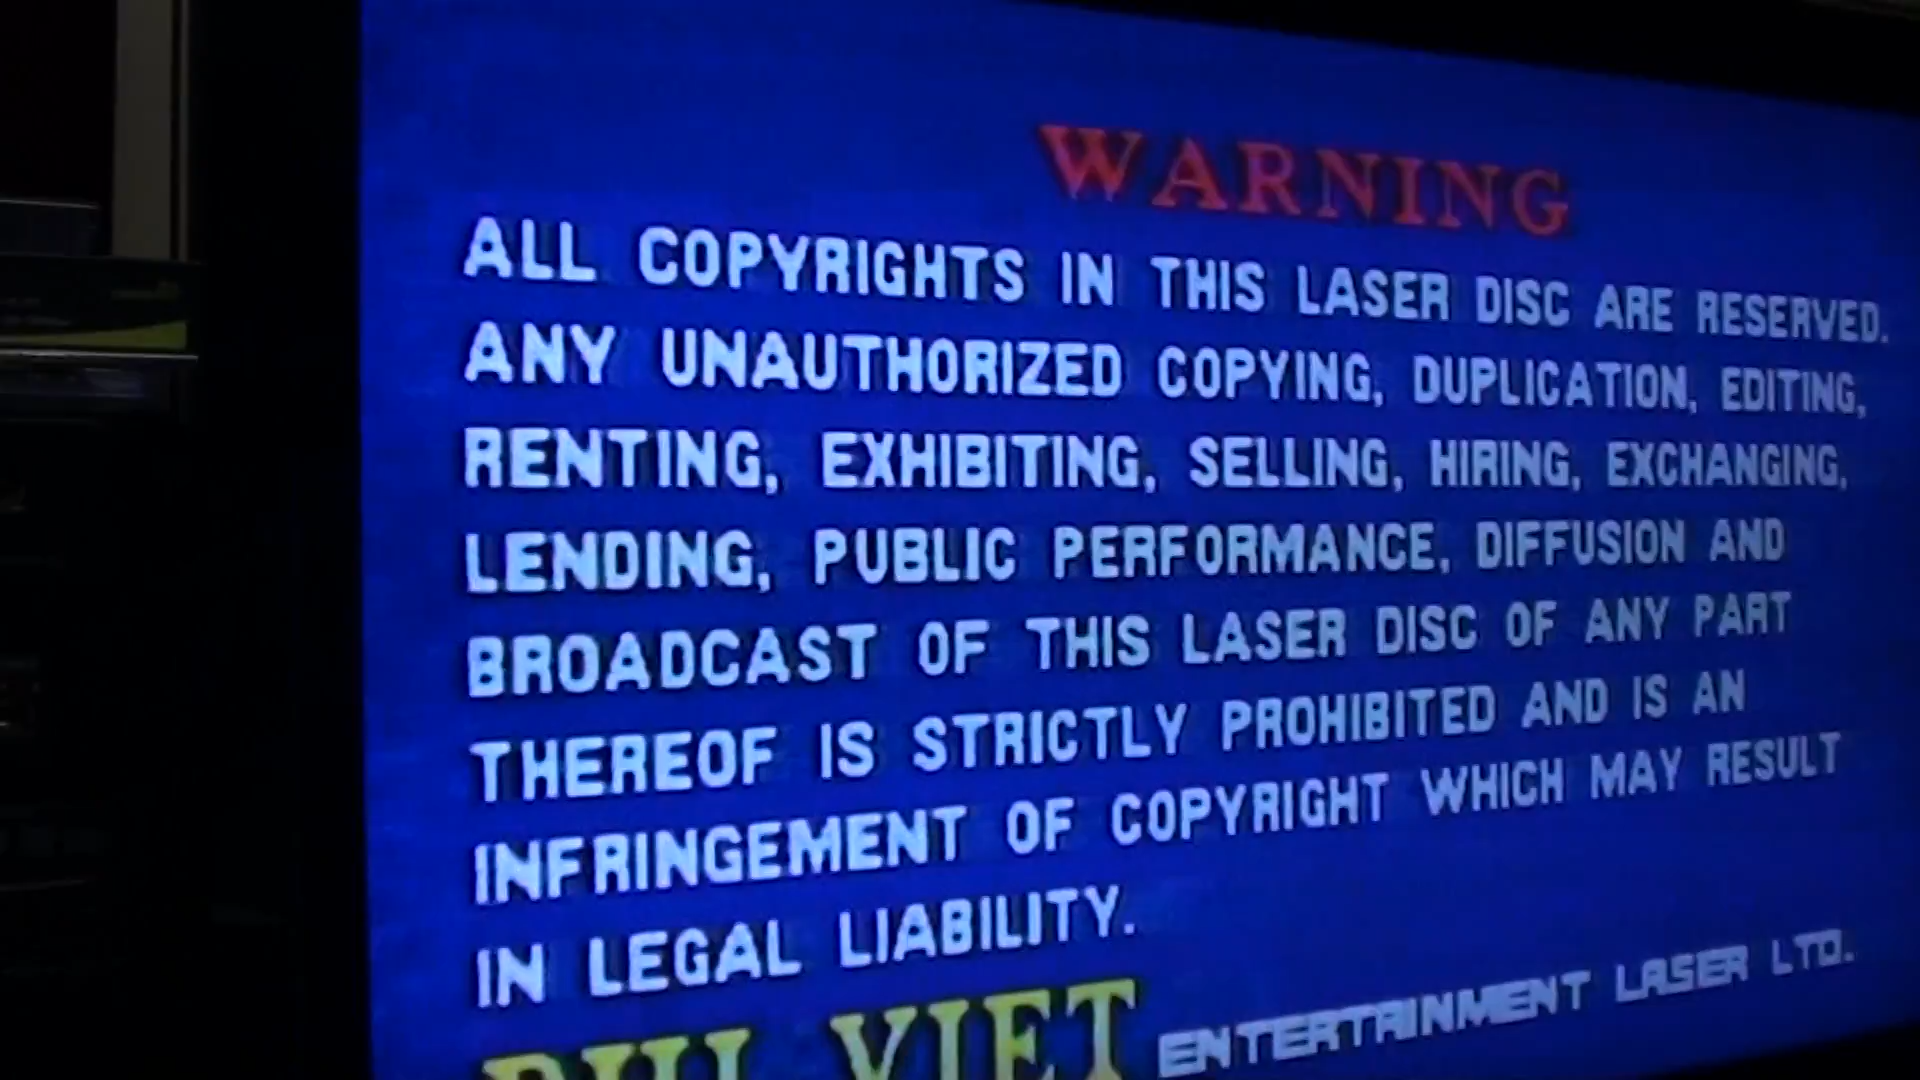 WARNING
ALL COPYRIGHTS IN THIS LASER DISC ARE RESERVED.
ANY UNAUTHORIZED COPYING, DUPLICATION, EDITING,
RENTING, EXHIBITING, SELLING, HIRING, EXCHANGING,
LENDING, PUBLIC PERFORMANCE, DIFFUSION AND
BROADCAST OF THIS LASER DISC OF ANY PART
THEREOF IS STRICTLY PROHIBITED AND IS AN
INFRINGEMENT OF COPYRIGHT WHICH MAY RESULT
IN LEGAL LIABILITY.
VIET ENTERTAINMENT LASER LTD.